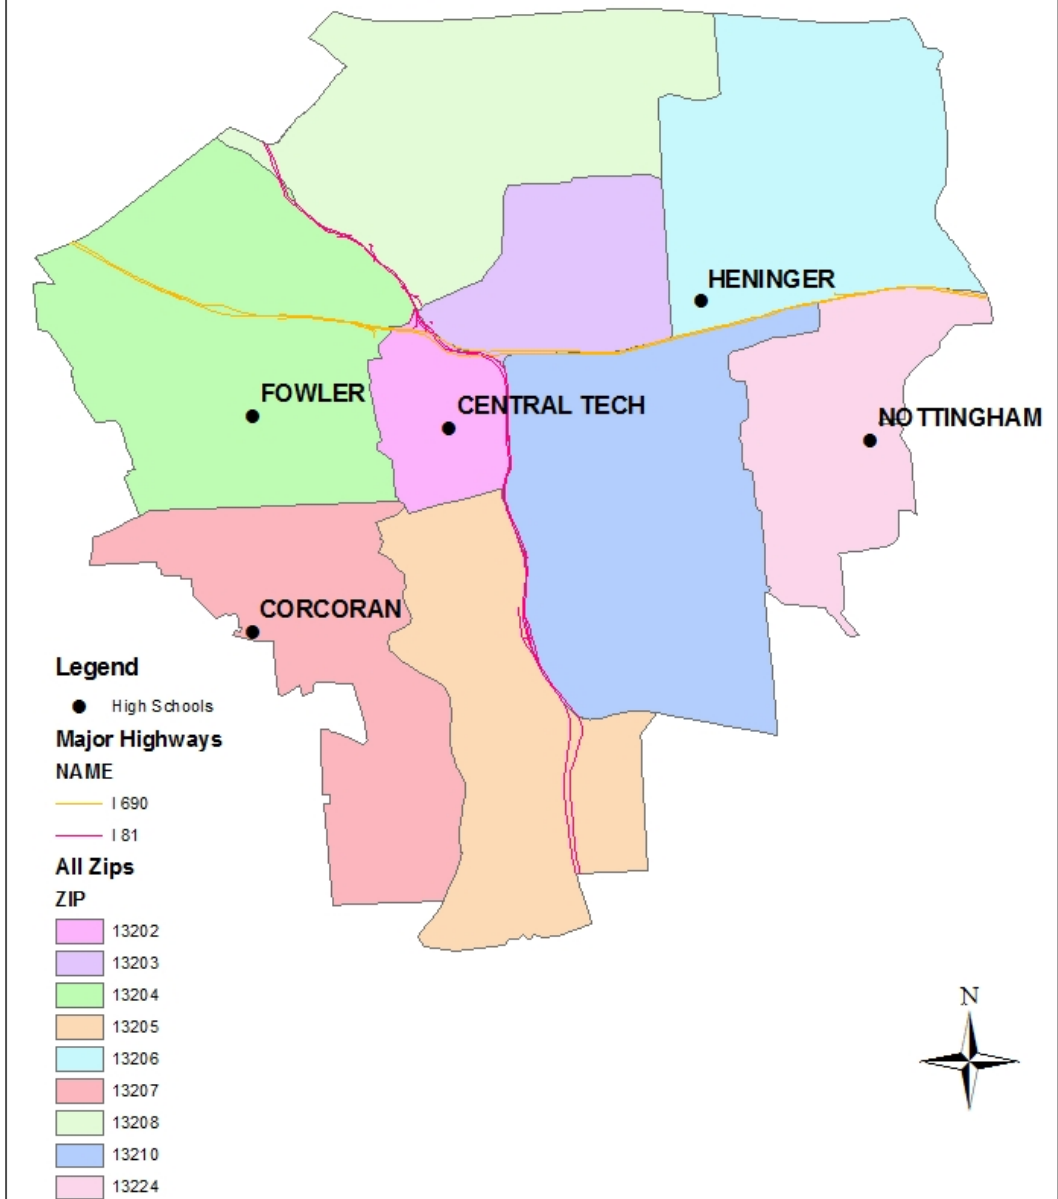 HENINGER
FOWLER
CENTRAL TECH
NOTTINGHAM
CORCORAN
Legend
High Schools
Major Highways
NAME
I 690
I 81
All Zips
ZIP
13202
13203
13204
13205
13206
13207
13208
13210
13224
N